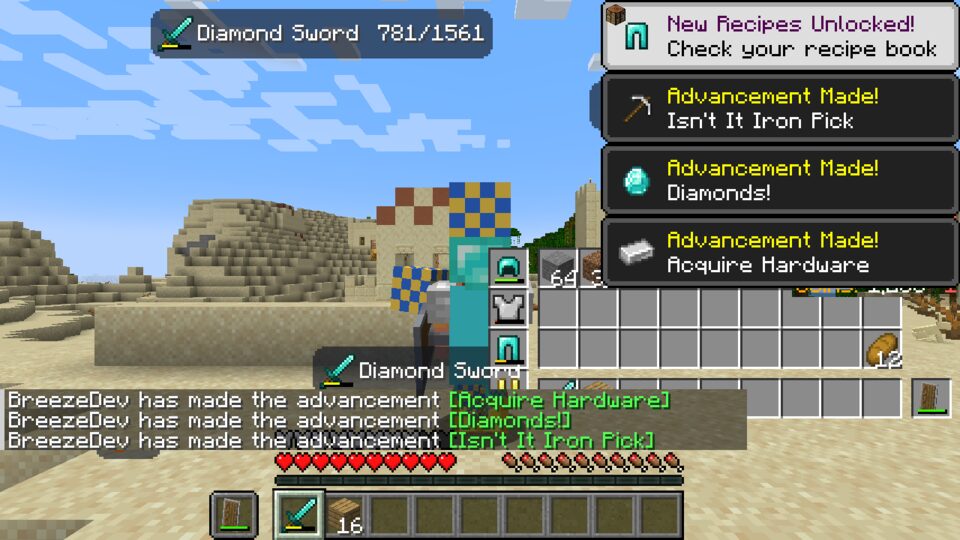 Diamond Sword 781/1561
New Recipes Unlocked!
Check your recipe book
Advancement Made!
Isn't It Iron Pick
Advancement Made!
Diamonds!
Advancement Made!
Acquire Hardware
64
12
Diamond Sword
BreezeDev has made the advancement [Acquire Hardware]
BreezeDev has made the advancement [Diamonds!]
BreezeDev has made the advancement [Isn't It Iron Pick]
16